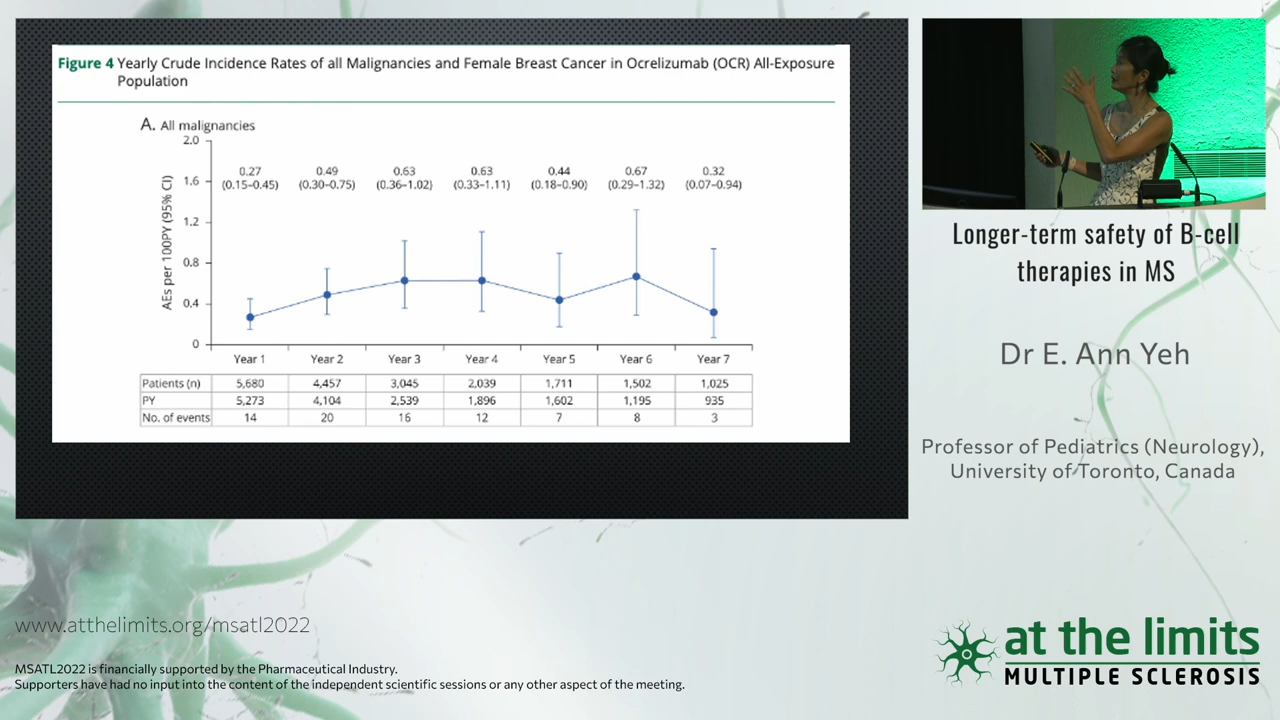 Figure 4 Yearly Crude Incidence Rates of all Malignancies and Female Breast Cancer in Ocrelizumab (OCR) All-Exposure
Population
A. All malignancies
AEs per 100PY (95% CI)
2.0
1.6
1.2
0.8
0.4
0
0.27 0.49 0.63 0.63 0.44 0.67 0.32
(0.15–0.45) (0.30–0.75) (0.36–1.02) (0.33–1.11) (0.18–0.90) (0.29–1.32) (0.07–0.94)
Year 1 Year 2 Year 3 Year 4 Year 5 Year 6 Year 7
Patients (n) 5,680 4,457 3,045 2,039 1,711 1,502 1,025
PY 5,273 4,104 2,539 1,896 1,602 1,195 935
No. of events 14 20 16 12 7 8 3
Longer-term safety of B-cell
therapies in MS
Dr E. Ann Yeh
Professor of Pediatrics (Neurology),
University of Toronto, Canada
www.atthelimits.org/msatl2022
MSATL2022 is financially supported by the Pharmaceutical Industry.
Supporters have had no input into the content of the independent scientific sessions or any other aspect of the meeting.
at the limits
MULTIPLE SCLEROSIS